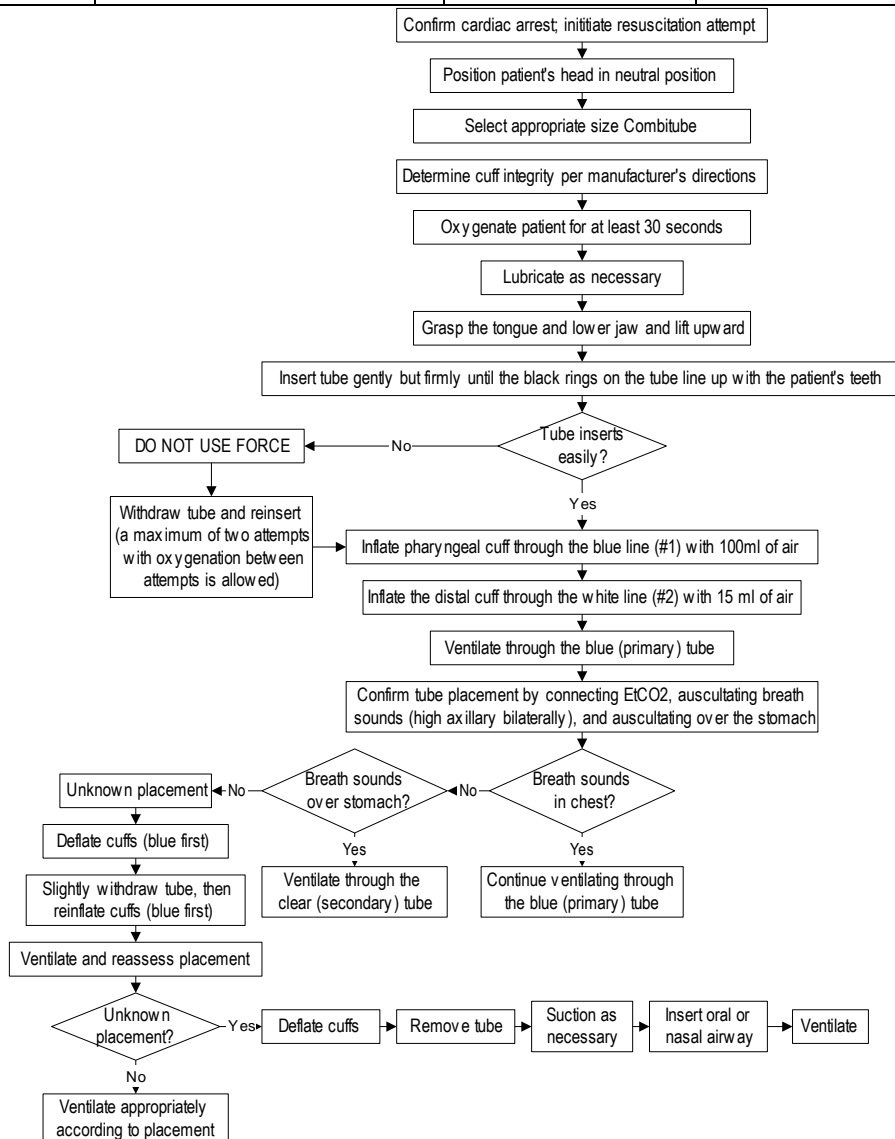 Confirm cardiac arrest; inititiate resuscitation attempt
Position patient's head in neutral position
Select appropriate size Combitube
Determine cuff integrity per manufacturer's directions
Oxygenate patient for at least 30 seconds
Lubricate as necessary
Grasp the tongue and lower jaw and lift upward
Insert tube gently but firmly until the black rings on the tube line up with the patient's teeth
Tube inserts
easily?
No
DO NOT USE FORCE
Withdraw tube and reinsert
(a maximum of two attempts
with oxygenation between
attempts is allowed)
Yes
Inflate pharyngeal cuff through the blue line (#1) with 100ml of air
Inflate the distal cuff through the white line (#2) with 15 ml of air
Ventilate through the blue (primary) tube
Confirm tube placement by connecting EtCO2, auscultating breath
sounds (high axillary bilaterally), and auscultating over the stomach
Breath sounds
in chest?
No
Breath sounds
over stomach?
No
Unknown placement
Yes
Continue ventilating through
the blue (primary) tube
Yes
Ventilate through the
clear (secondary) tube
Deflate cuffs (blue first)
Slightly withdraw tube, then
reinflate cuffs (blue first)
Ventilate and reassess placement
Unknown
placement?
Yes
Deflate cuffs
Remove tube
Suction as
necessary
Insert oral or
nasal airway
Ventilate
No
Ventilate appropriately
according to placement